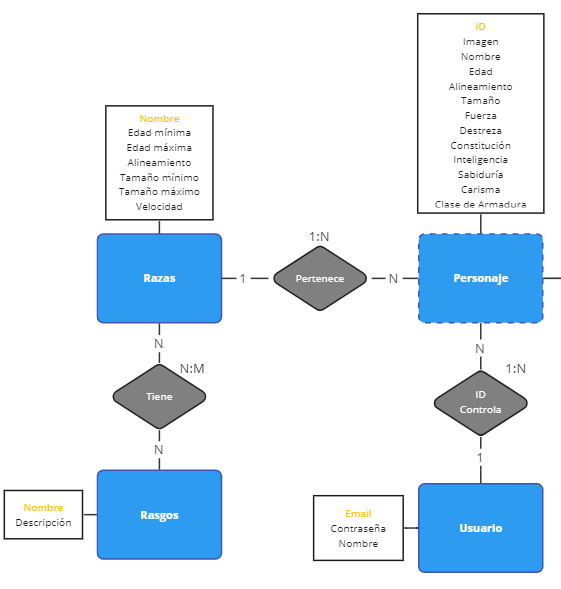 ID
Imagen
Nombre
Edad
Alineamiento
Tamaño
Fuerza
Destreza
Constitución
Inteligencia
Sabiduría
Carisma
Clase de Armadura
Nombre
Edad mínima
Edad máxima
Alineamiento
Tamaño mínimo
Tamaño máximo
Velocidad
1:N
Razas
1
Pertenece
N
Personaje
N
N:M
Tiene
N
N
1:N
ID
Controla
1
Nombre
Descripción
Rasgos
Email
Contraseña
Nombre
Usuario